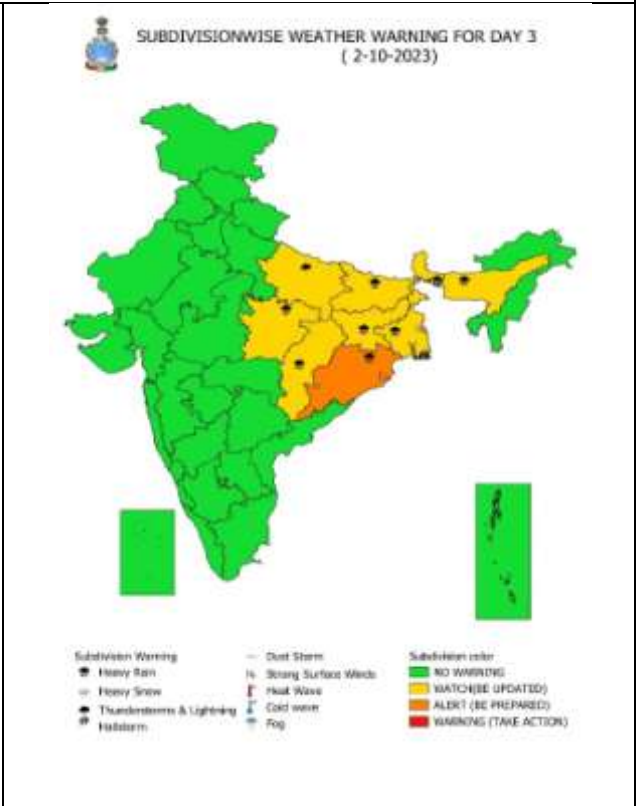 SUBDIVISIONWISE WEATHER WARNING FOR DAY 3
( 2-10-2023)
Subdivision Warning
Heavy Rain
Heavy Snow
Thunderstorms & Lightning
Hailstorm
Dust Storm
Strong Surface Winds
Heat Wave
Cold wave
Fog
Subdivision color
NO WARNING
WATCH(BE UPDATED)
ALERT (BE PREPARED)
WARNING (TAKE ACTION)